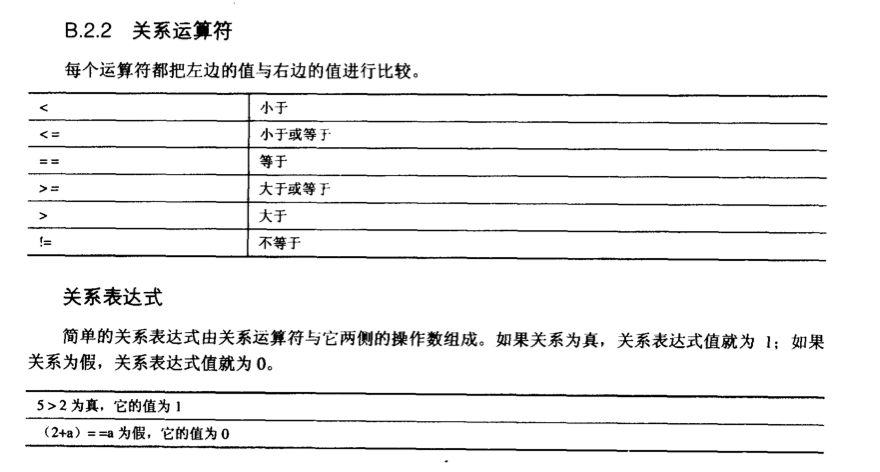 B.2.2 关系运算符
每个运算符都把左边的值与右边的值进行比较。
< 小于
<= 小于或等于
== 等于
>= 大于或等于
> 大于
!= 不等于
关系表达式
简单的关系表达式由关系运算符与它两侧的操作数组成。如果关系为真，关系表达式值就为 1；如果
关系为假，关系表达式值就为 0。
5>2 为真，它的值为 1
（2+a）==a 为假，它的值为 0